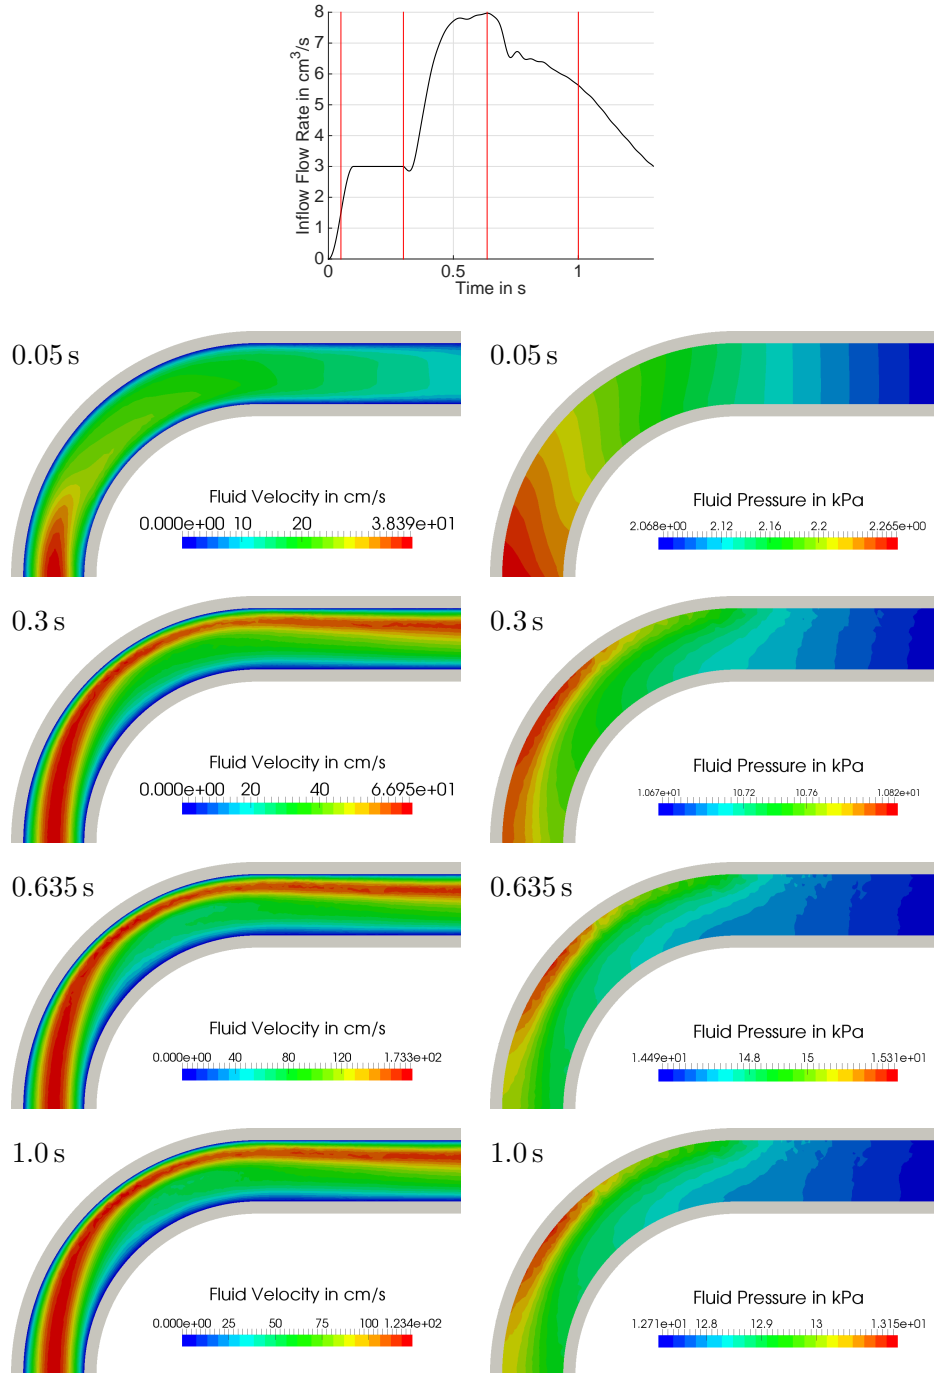 8
7
6
5
4
3
2
1
0
Inflow Flow Rate in cm³/s
0 0.5 1
Time in s
0.05 s
Fluid Velocity in cm/s
0.000e+00 10 20 3.839e+01
0.05 s
Fluid Pressure in kPa
2.068e+00 2.12 2.16 2.2 2.265e+00
0.3 s
Fluid Velocity in cm/s
0.000e+00 20 40 6.695e+01
0.3 s
Fluid Pressure in kPa
1.067e+01 10.72 10.76 1.082e+01
0.635 s
Fluid Velocity in cm/s
0.000e+00 40 80 120 1.733e+02
0.635 s
Fluid Pressure in kPa
1.449e+01 14.8 15 1.531e+01
1.0 s
Fluid Velocity in cm/s
0.000e+00 25 50 75 100 1.234e+02
1.0 s
Fluid Pressure in kPa
1.271e+01 12.8 12.9 13 1.315e+01